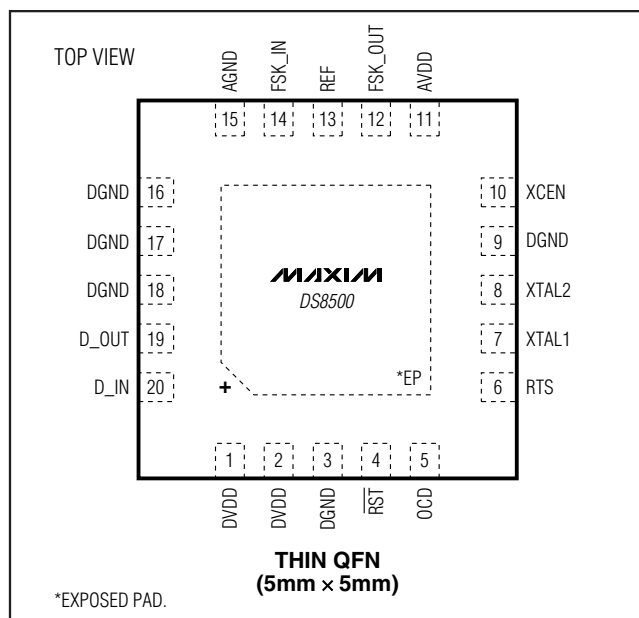 TOP VIEW
AGND
FSK_IN
REF
FSK_OUT
AVDD
15 14 13 12 11
DGND 16
DGND 17
DGND 18
D_OUT 19
D_IN 20
10 XCEN
9 DGND
8 XTAL2
7 XTAL1
6 RTS
MAXIM
DS8500
*EP
+
1 2 3 4 5
DVDD
DVDD
DGND
RST
OCD
THIN QFN
(5mm × 5mm)
*EXPOSED PAD.